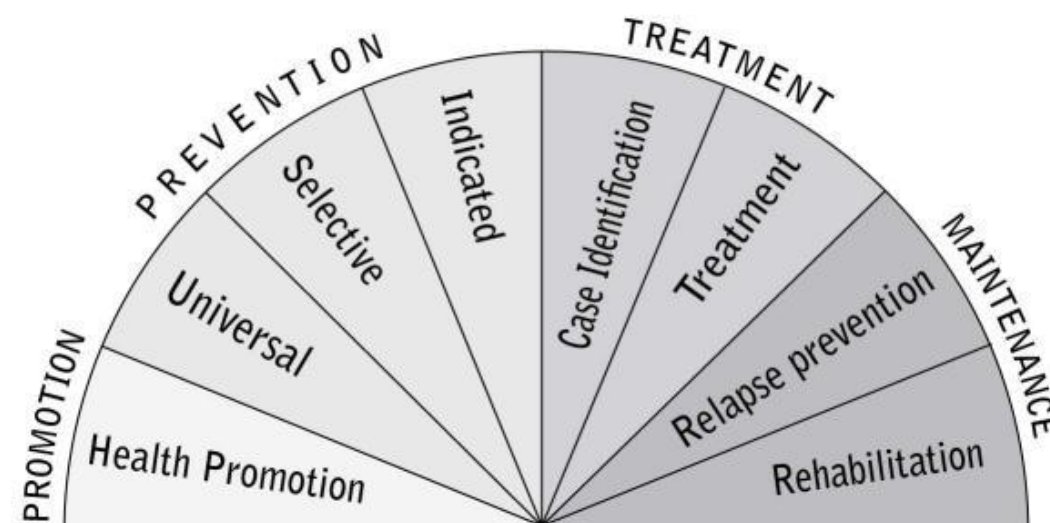 PROMOTION
Health Promotion
PREVENTION
Universal
Selective
Indicated
TREATMENT
Case Identification
Treatment
MAINTENANCE
Relapse prevention
Rehabilitation